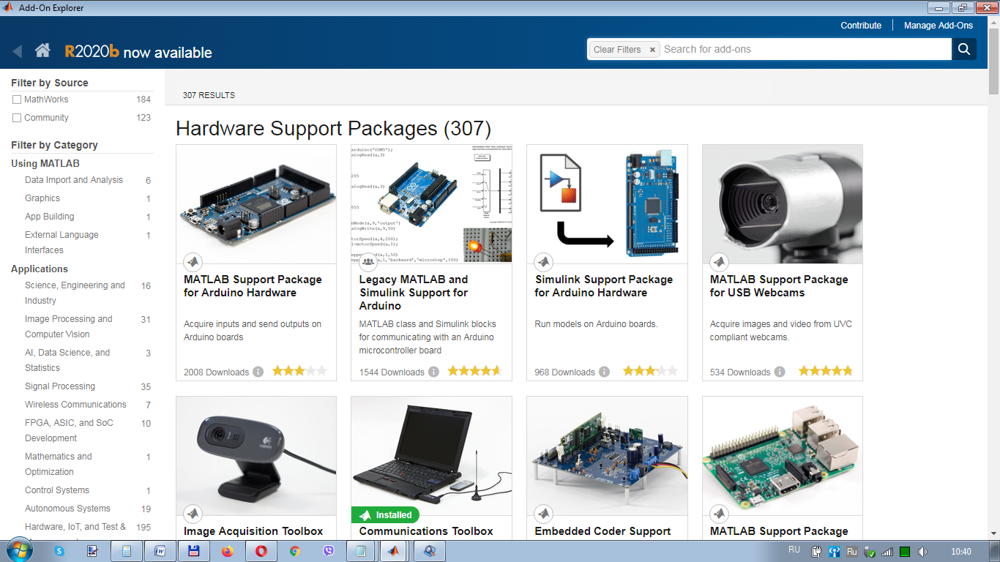 Add-On Explorer
Contribute
Manage Add-Ons
R2020b now available
Clear Filters ×
Search for add-ons
Filter by Source
MathWorks 184
Community 123
Filter by Category
Using MATLAB
Data Import and Analysis 6
Graphics 1
App Building 1
External Language 1
Interfaces
Applications
Science, Engineering and 16
Industry
Image Processing and 31
Computer Vision
AI, Data Science, and 3
Statistics
Signal Processing 35
Wireless Communications 7
FPGA, ASIC, and SoC 10
Development
Mathematics and 1
Optimization
Control Systems 1
Autonomous Systems 19
Hardware, IoT, and Test & 195
307 RESULTS
Hardware Support Packages (307)
MATLAB Support Package
for Arduino Hardware
Acquire inputs and send outputs on
Arduino boards
2008 Downloads
arduino("COM5");
alogRead(a,3)
285
alogRead(a,3)
855
nMode(a,9,'output')
alogWrite(a,9,50)
torSpeed(a,4,200);
l=motorSpeed(a,1);
epper(a,1,50)
epper(a,1,'backward','microstep',100)
Legacy MATLAB and
Simulink Support for
Arduino
MATLAB class and Simulink blocks
for communicating with an Arduino
microcontroller board
1544 Downloads
Simulink Support Package
for Arduino Hardware
Run models on Arduino boards.
968 Downloads
MATLAB Support Package
for USB Webcams
Acquire images and video from UVC
compliant webcams.
534 Downloads
Image Acquisition Toolbox
Installed
Communications Toolbox
Embedded Coder Support
MATLAB Support Package
RU
Ru
10:40